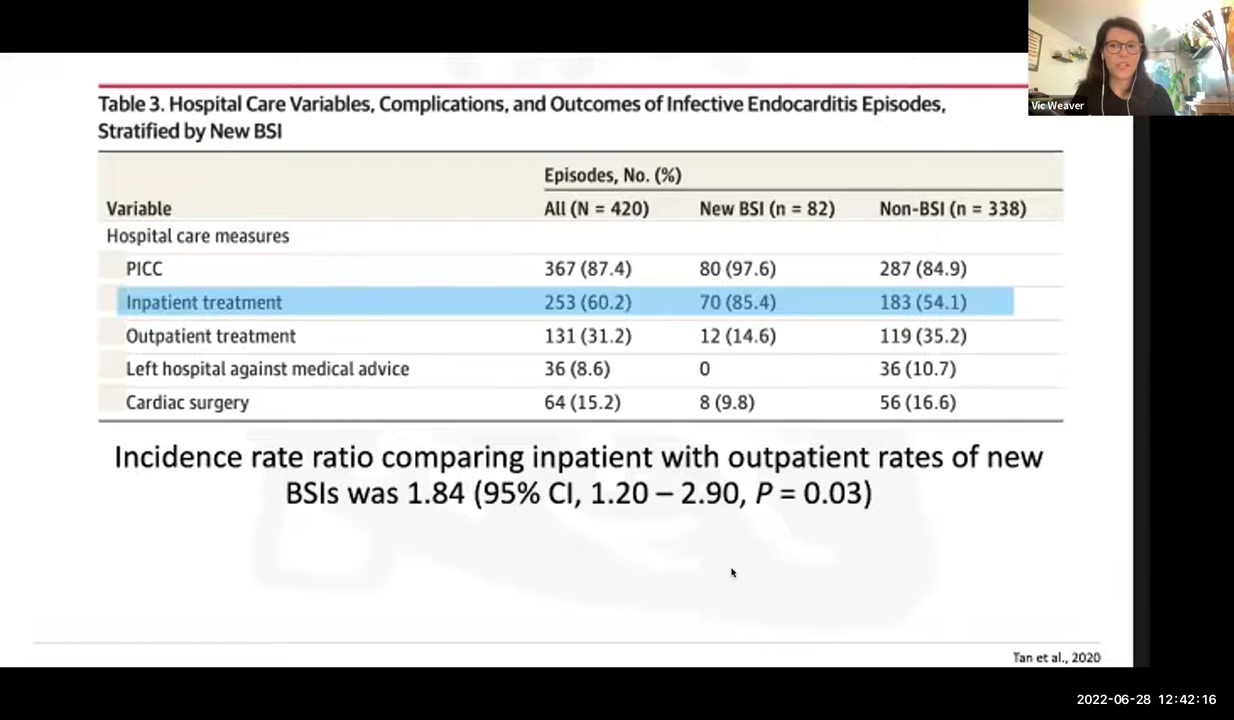 Vic Weaver
Table 3. Hospital Care Variables, Complications, and Outcomes of Infective Endocarditis Episodes,
Stratified by New BSI
Episodes, No. (%)
Variable All (N = 420) New BSI (n = 82) Non-BSI (n = 338)
Hospital care measures
PICC 367 (87.4) 80 (97.6) 287 (84.9)
Inpatient treatment 253 (60.2) 70 (85.4) 183 (54.1)
Outpatient treatment 131 (31.2) 12 (14.6) 119 (35.2)
Left hospital against medical advice 36 (8.6) 0 36 (10.7)
Cardiac surgery 64 (15.2) 8 (9.8) 56 (16.6)
Incidence rate ratio comparing inpatient with outpatient rates of new
BSIs was 1.84 (95% CI, 1.20 – 2.90, P = 0.03)
Tan et al., 2020
2022-06-28 12:42:16